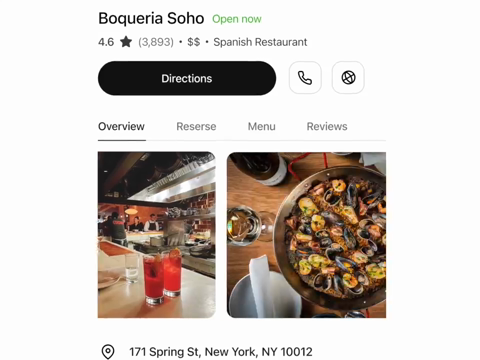 Boqueria Soho Open now
4.6 ★ (3,893) • $$ • Spanish Restaurant
Directions
Overview Reserse Menu Reviews
171 Spring St, New York, NY 10012